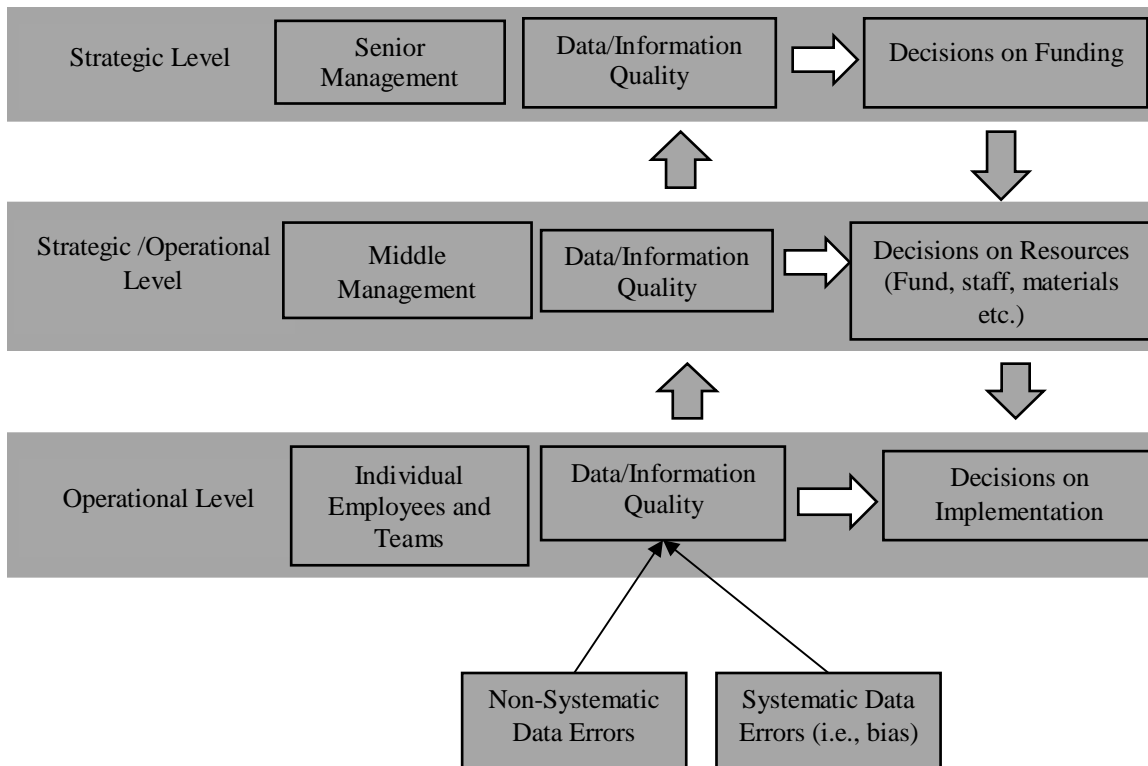 Strategic Level
Senior
Management
Data/Information
Quality
Decisions on Funding
Strategic /Operational
Level
Middle
Management
Data/Information
Quality
Decisions on Resources
(Fund, staff, materials
etc.)
Operational Level
Individual
Employees and
Teams
Data/Information
Quality
Decisions on
Implementation
Non-Systematic
Data Errors
Systematic Data
Errors (i.e., bias)